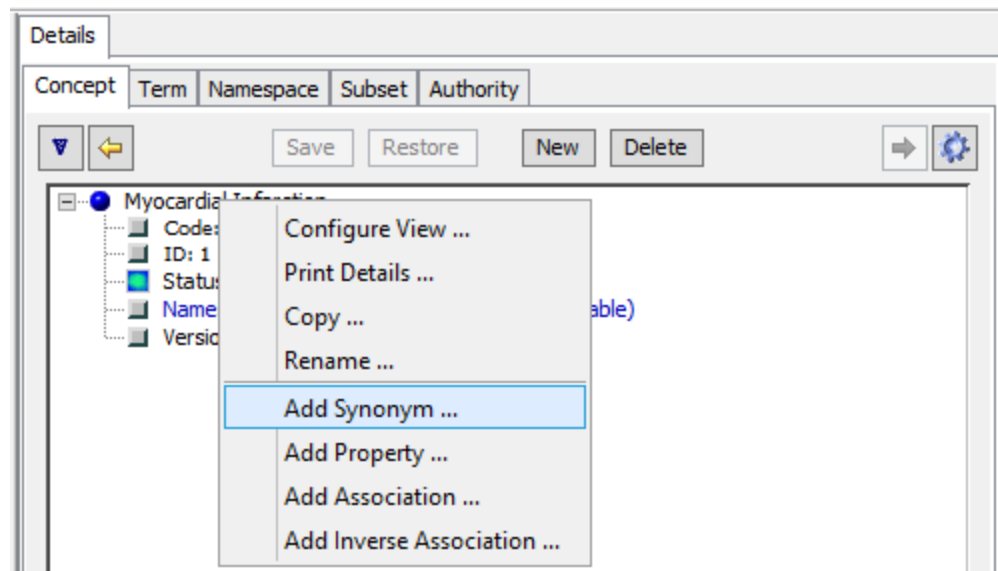 Details
Concept Term Namespace Subset Authority
Save Restore New Delete
Myocardial Infarction
Code:
ID: 1
Status
Name able)
Versio
Configure View ...
Print Details ...
Copy ...
Rename ...
Add Synonym ...
Add Property ...
Add Association ...
Add Inverse Association ...